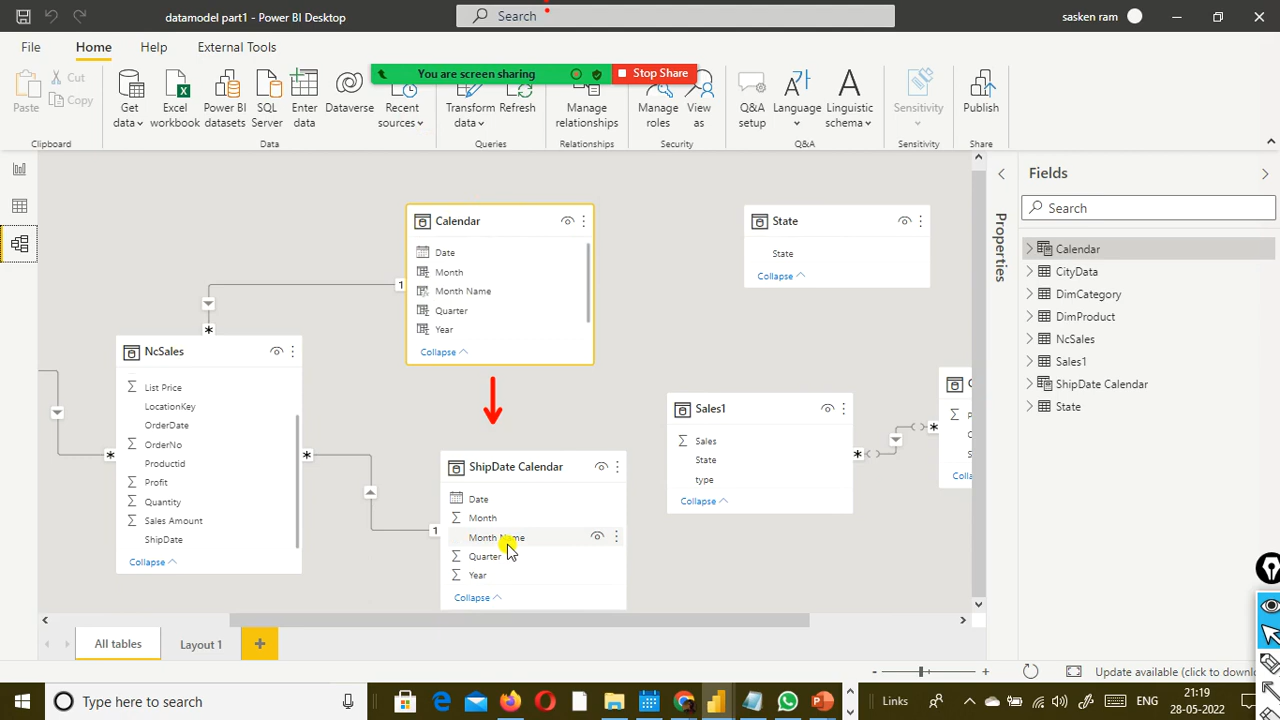 datamodel part1 - Power BI Desktop
Search
sasken ram
File
Home
Help
External Tools
You are screen sharing
Stop Share
Paste
Cut
Copy
Get data
Excel workbook
Power BI datasets
SQL Server
Enter data
Dataverse
Recent sources
Transform data
Refresh
Manage relationships
Manage roles
View as
Q&A setup
Language
Linguistic schema
Sensitivity
Publish
Clipboard
Data
Queries
Relationships
Security
Q&A
Sensitivity
Share
Calendar
Date
Month
Month Name
Quarter
Year
Collapse
State
State
Collapse
1
*
NcSales
List Price
LocationKey
OrderDate
OrderNo
Productid
Profit
Quantity
Sales Amount
ShipDate
Collapse
*
*
1
ShipDate Calendar
Date
Month
Month Name
Quarter
Year
Collapse
Sales1
Sales
State
type
Collapse
*
*
Properties
Fields
Search
Calendar
CityData
DimCategory
DimProduct
NcSales
Sales1
ShipDate Calendar
State
All tables
Layout 1
Update available (click to downl
Type here to search
Links
ENG
21:19
28-05-2022